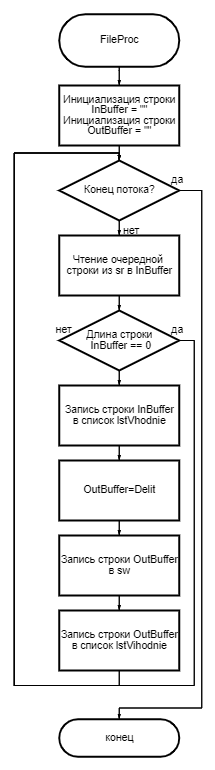 FileProc
Инициализация строки
InBuffer = ""
Инициализация строки
OutBuffer = ""
да
Конец потока?
нет
Чтение очередной
строки из sr в InBuffer
нет
Длина строки
да
InBuffer == 0
Запись строки InBuffer
в список lstVhodnie
OutBuffer=Delit
Запись строки OutBuffer
в sw
Запись строки OutBuffer
в список lstVihodnie
конец